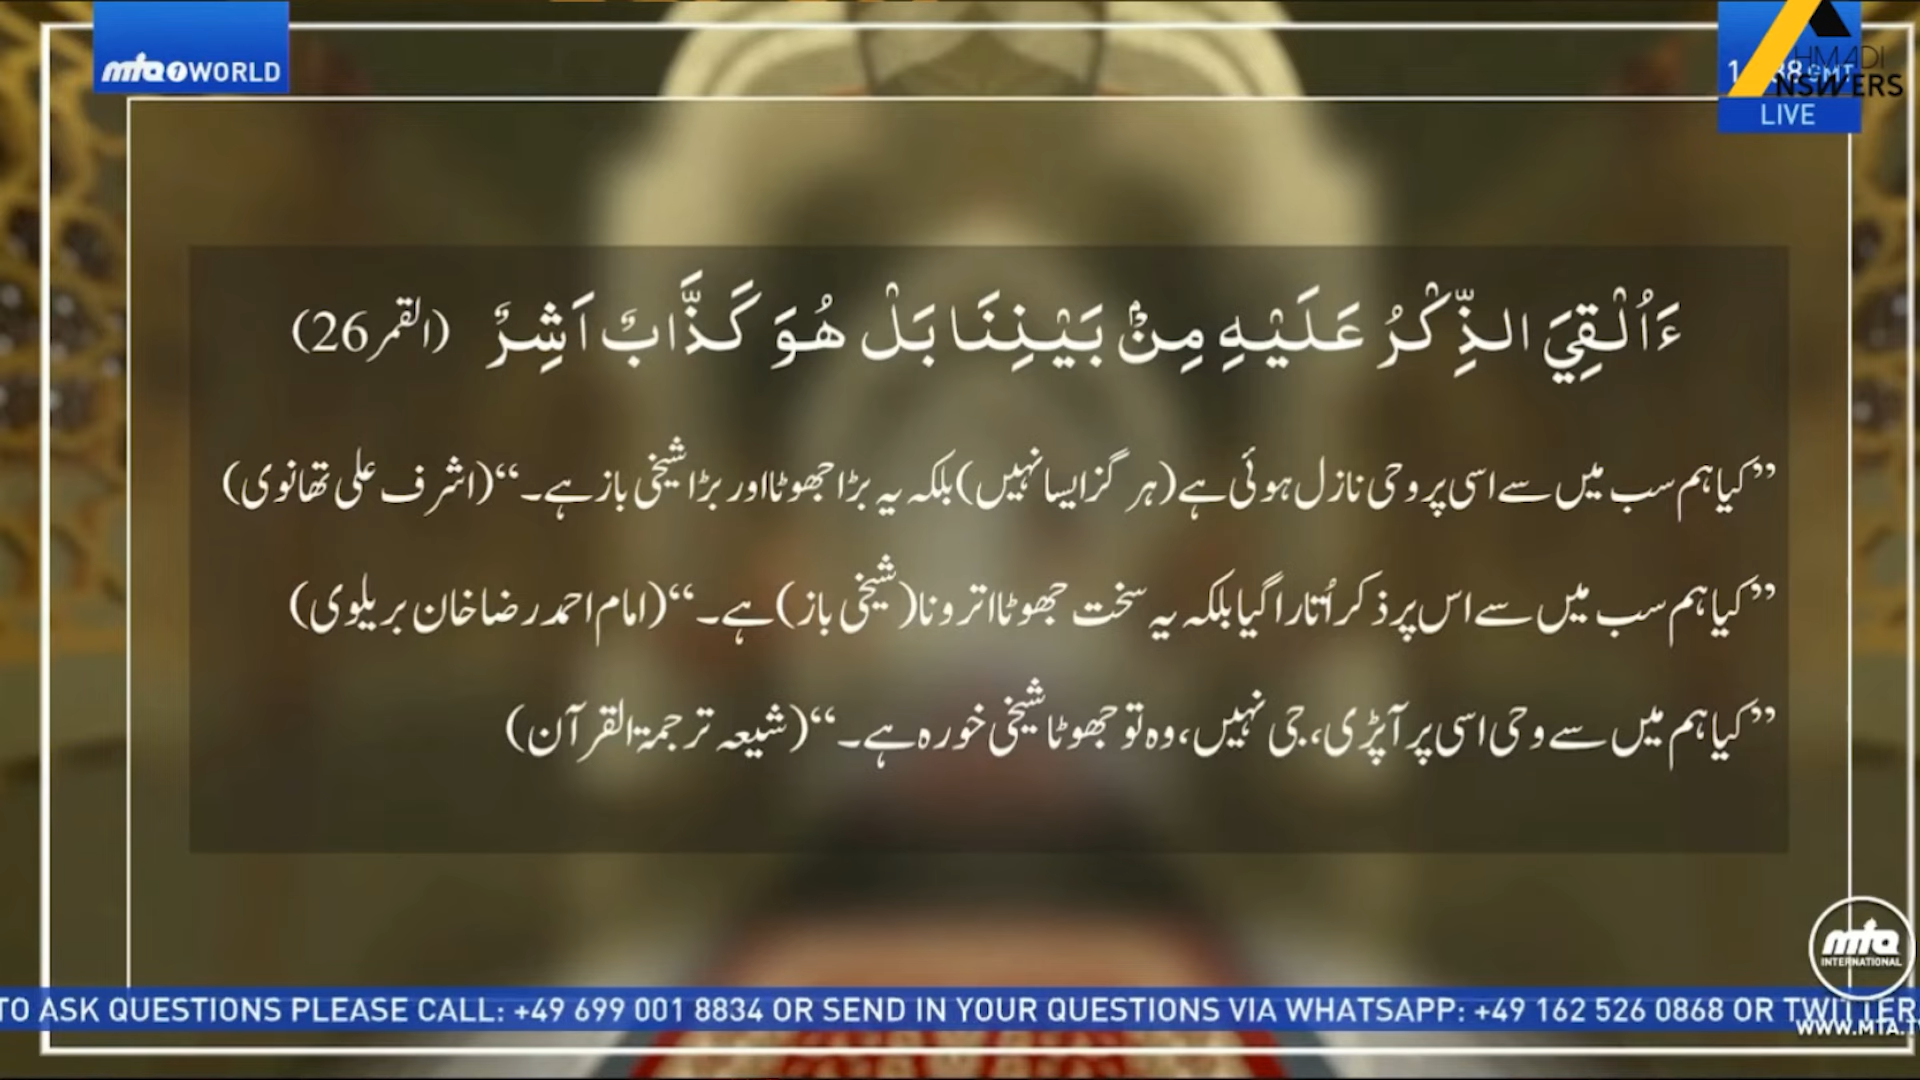 mta 1 WORLD
AHMADI
ANSWERS
GMT
LIVE
ءَاُلْقِيَ الذِّكْرُ عَلَيْهِ مِنْۢ بَيْنِنَا بَلْ هُوَ كَذَّابٌ اَشِرٌ (القمر26)
”کیا ہم سب میں سے اسی پر وحی نازل ہوئی ہے (ہر گز ایسا نہیں) بلکہ یہ بڑا جھوٹا اور بڑا شیخی باز ہے۔“ (اشرف علی تھانوی)
”کیا ہم سب میں سے اس پر ذکر اُتارا گیا بلکہ یہ سخت جھوٹا اترونا (شیخی باز) ہے۔“ (امام احمد رضا خان بریلوی)
”کیا ہم میں سے وحی اسی پر آپڑی، جی نہیں، وہ تو جھوٹا شیخی خورہ ہے۔“ (شیعہ ترجمۃ القرآن)
mta
INTERNATIONAL
TO ASK QUESTIONS PLEASE CALL: +49 699 001 8834 OR SEND IN YOUR QUESTIONS VIA WHATSAPP: +49 162 526 0868 OR TWITTER
WWW.MTA.T